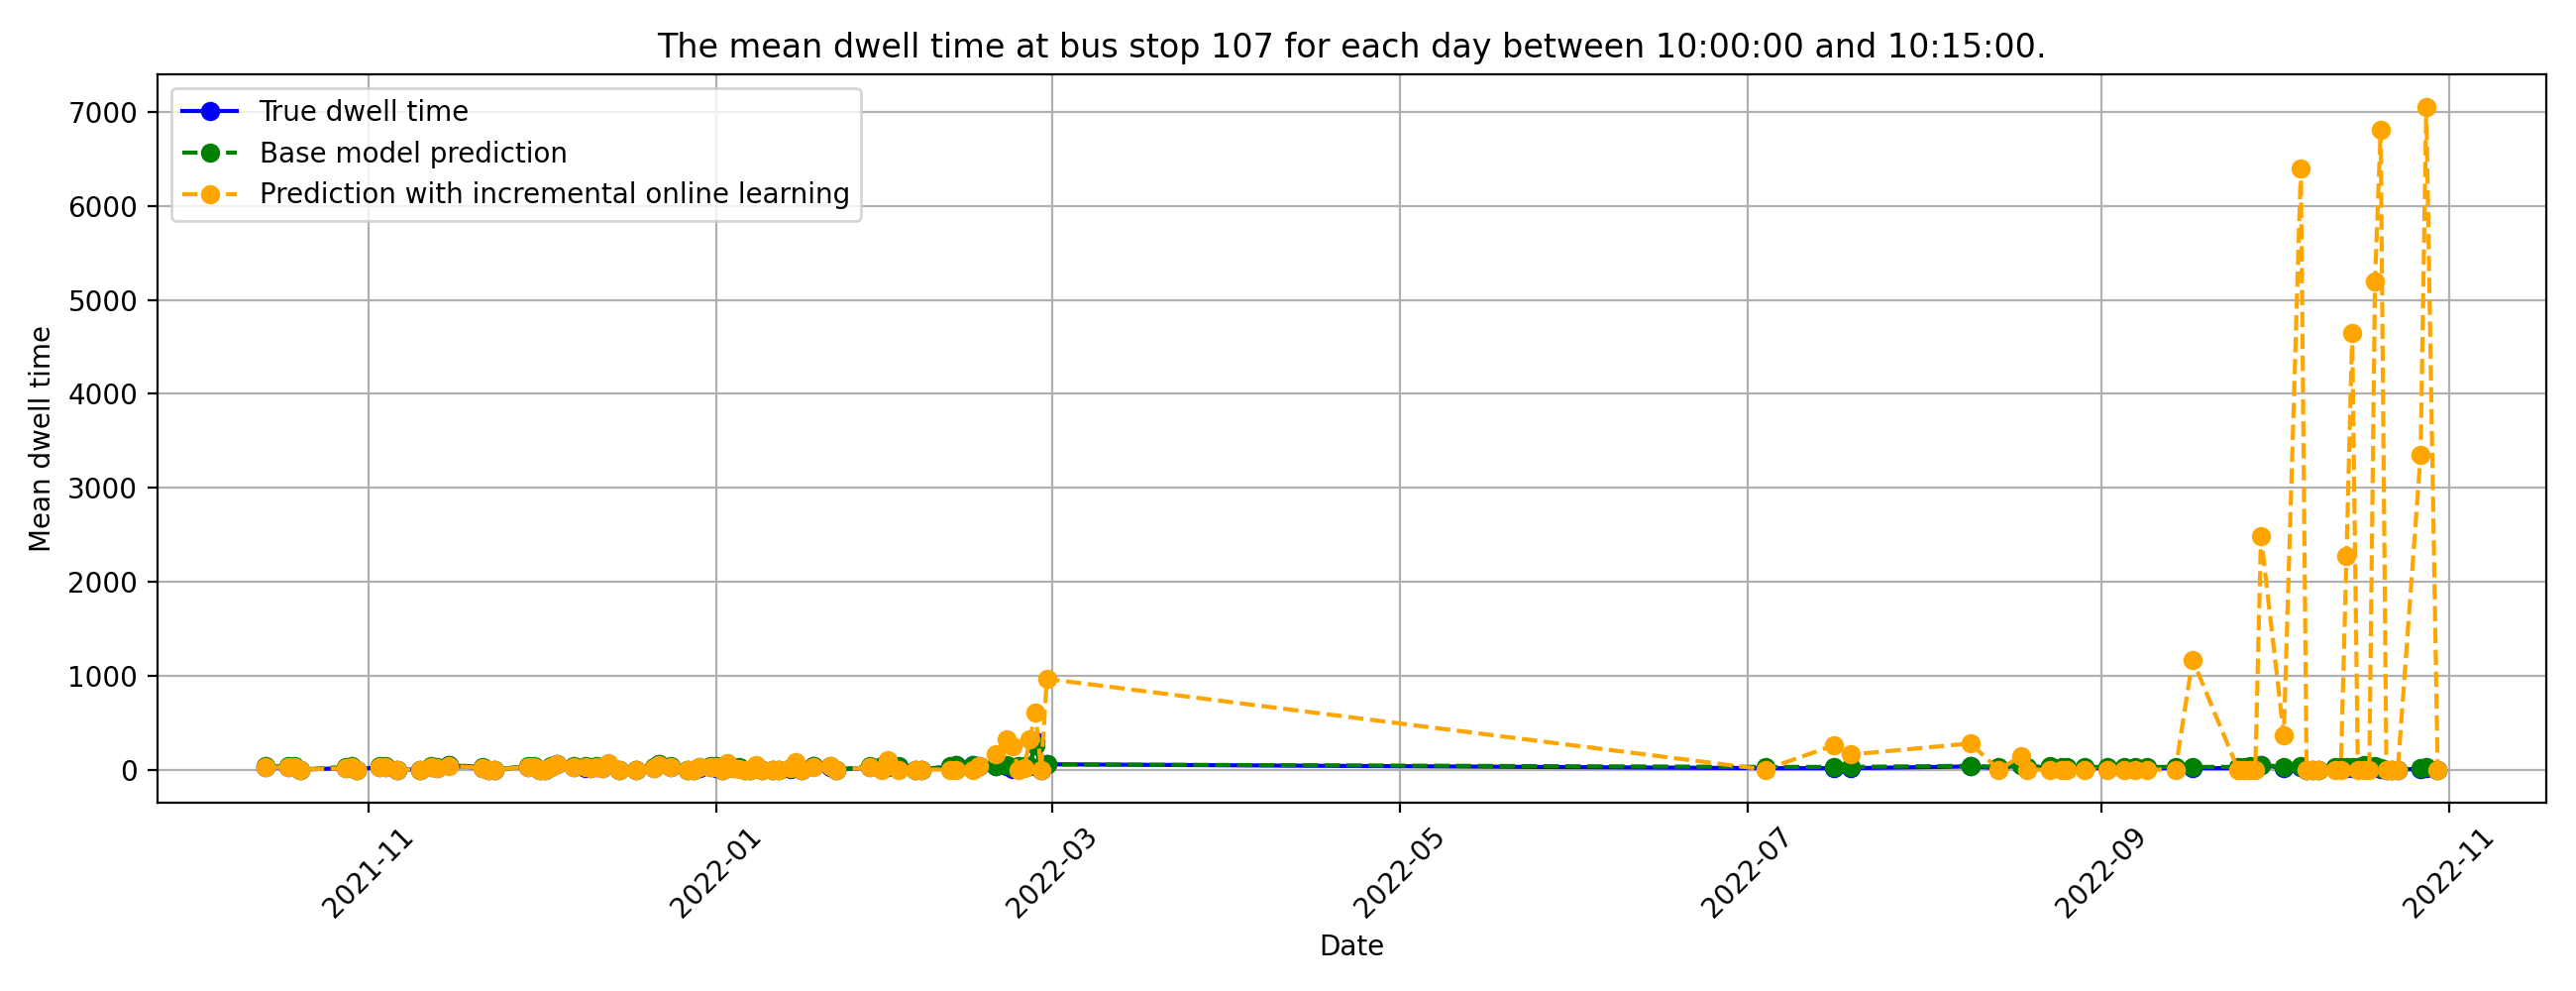 The mean dwell time at bus stop 107 for each day between 10:00:00 and 10:15:00.
True dwell time
Base model prediction
Prediction with incremental online learning
Mean dwell time
7000
6000
5000
4000
3000
2000
1000
0
2021-11
2022-01
2022-03
2022-05
2022-07
2022-09
2022-11
Date